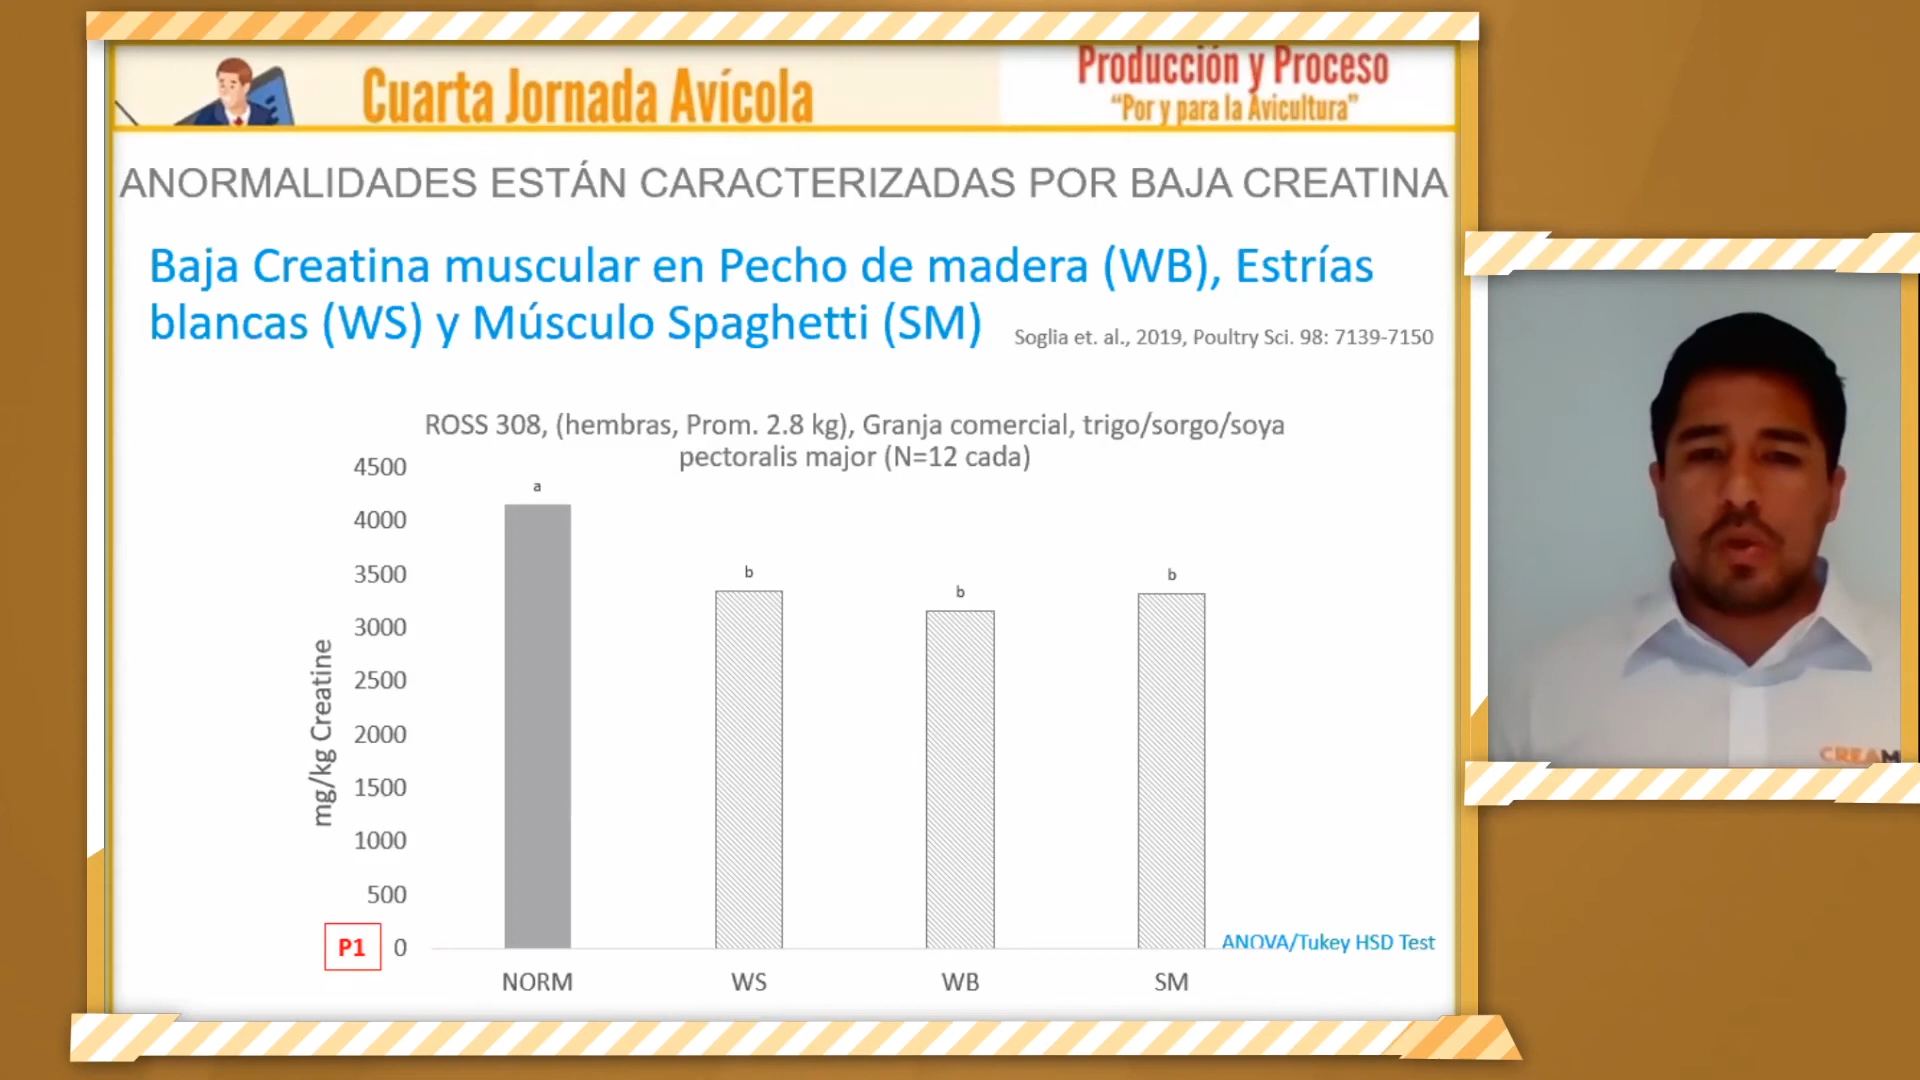 Cuarta Jornada Avícola
Producción y Proceso
“Por y para la Avicultura”
ANORMALIDADES ESTÁN CARACTERIZADAS POR BAJA CREATINA
Baja Creatina muscular en Pecho de madera (WB), Estrías
blancas (WS) y Músculo Spaghetti (SM)
Soglia et. al., 2019, Poultry Sci. 98: 7139-7150
ROSS 308, (hembras, Prom. 2.8 kg), Granja comercial, trigo/sorgo/soya
pectoralis major (N=12 cada)
mg/kg Creatine
4500
4000
3500
3000
2500
2000
1500
1000
500
0
a
b
b
b
P1
NORM
WS
WB
SM
ANOVA/Tukey HSD Test
CREAM